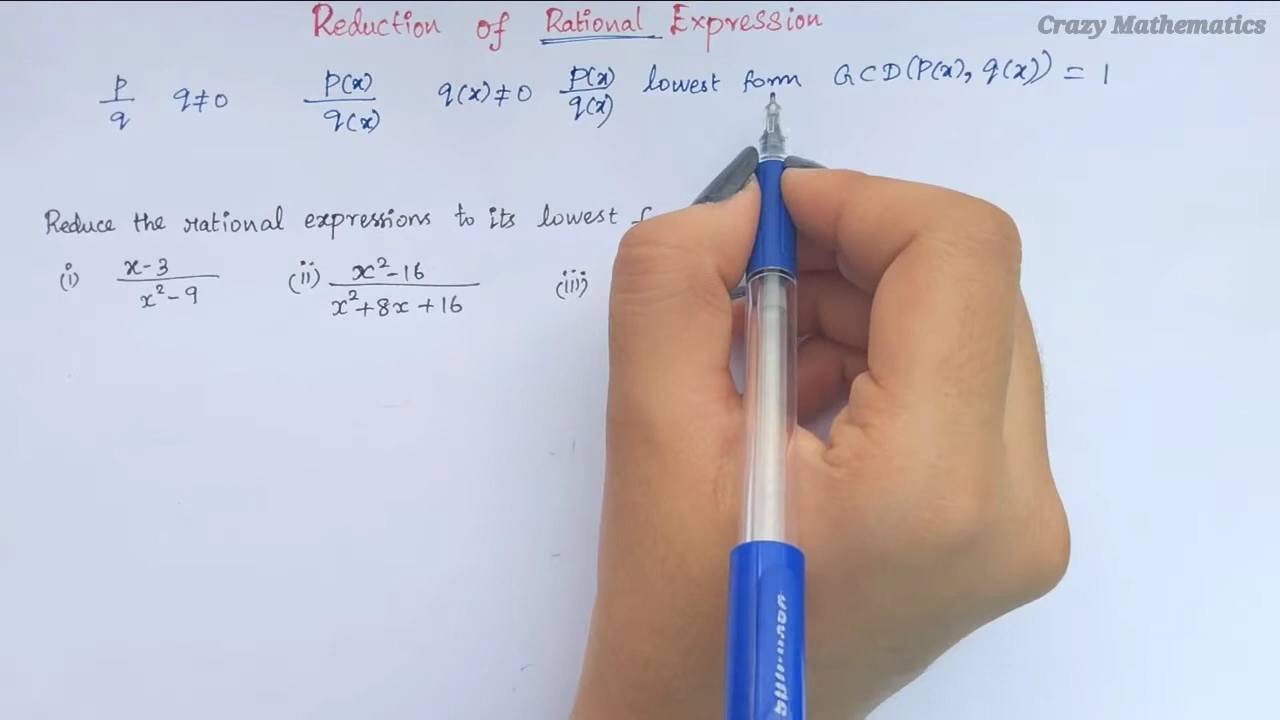 Reduction of Rational Expression
Crazy Mathematics
p/q q≠0 P(x)/q(x) q(x)≠0 P(x)/q(x) lowest form GCD(P(x), q(x)) = 1
Reduce the rational expressions to its lowest f
(i) x-3/x²-9 (ii) x²-16/x²+8x+16 (iii)